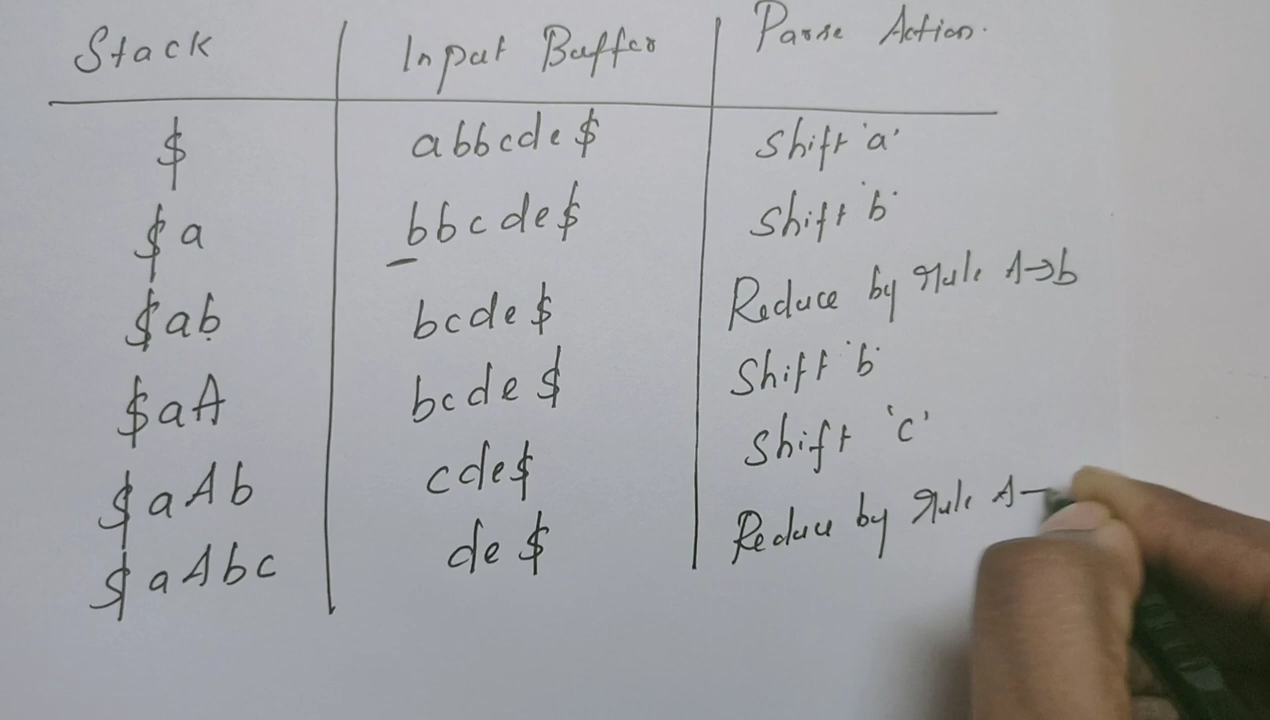 Stack Input Buffer Parse Action.
$ abbcde$ Shift 'a'
$a bbcde$ Shift 'b'
$ab bcde$ Reduce by rule A→b
$aA bcde$ Shift 'b'
$aAb cde$ Shift 'c'
$aAbc de$ Reduce by rule A–